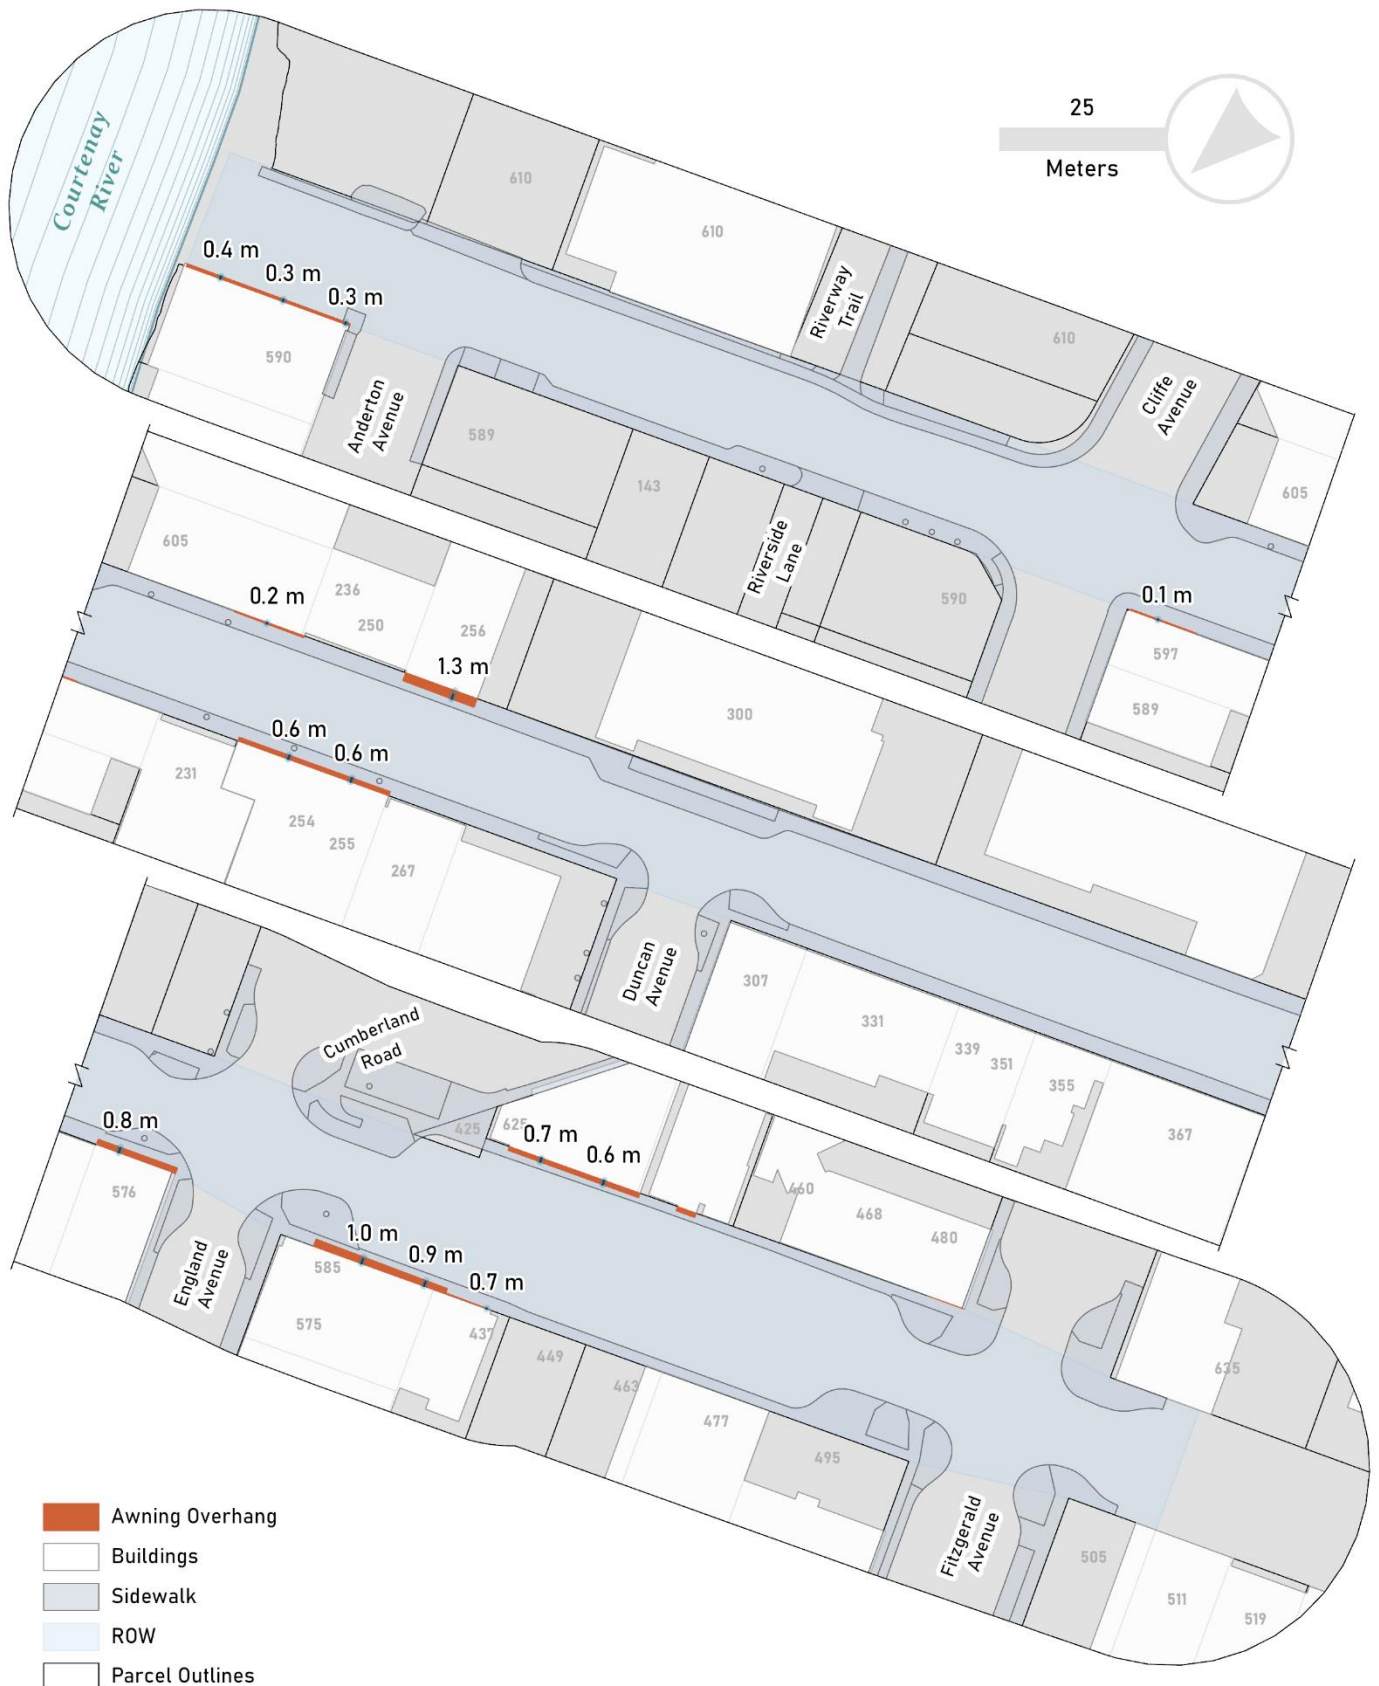 25
Meters
Courtenay
River
610
610
0.4 m
0.3 m
0.3 m
Riverway
Trail
610
590
Cliffe
Avenue
Anderton
Avenue
589
143
605
Riverside
Lane
590
0.1 m
597
589
605
0.2 m
236
250
256
1.3 m
300
0.6 m
0.6 m
231
254
255
267
Duncan
Avenue
307
331
339
351
355
367
Cumberland
Road
0.8 m
425
625
0.7 m
0.6 m
576
460
468
480
England
Avenue
1.0 m
0.9 m
0.7 m
585
575
437
449
463
477
495
635
Fitzgerald
Avenue
505
511
519
Awning Overhang
Buildings
Sidewalk
ROW
Parcel Outlines